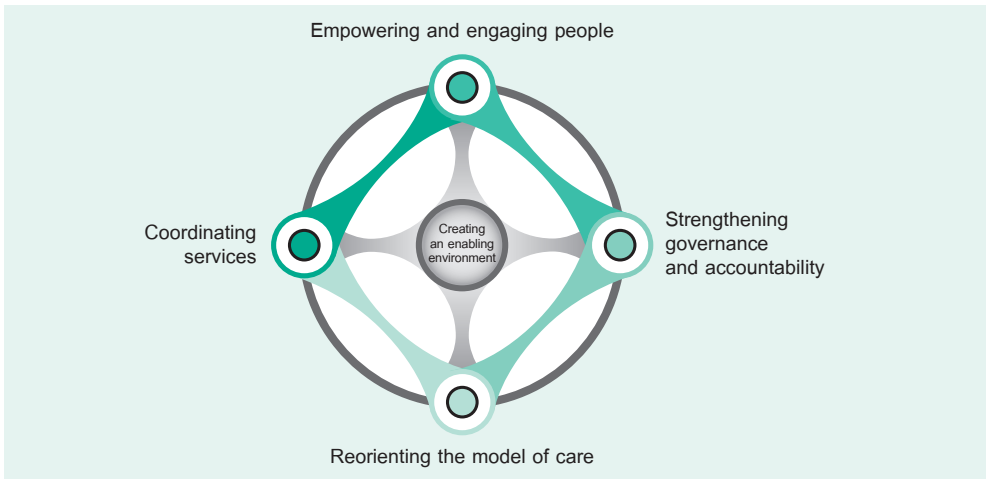 Empowering and engaging people
Coordinating
services
Creating
an enabling
environment
Strengthening
governance
and accountability
Reorienting the model of care